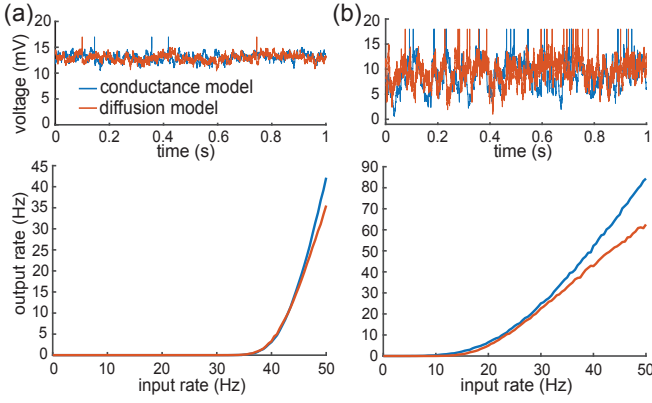 (a)
voltage (mV)
20
15
10
5
0
conductance model
diffusion model
0 0.2 0.4 0.6 0.8 1
time (s)
output rate (Hz)
45
40
35
30
25
20
15
10
5
0
0 10 20 30 40 50
input rate (Hz)
(b)
20
15
10
5
0
0 0.2 0.4 0.6 0.8 1
time (s)
90
80
70
60
50
40
30
20
10
0
0 10 20 30 40 50
input rate (Hz)